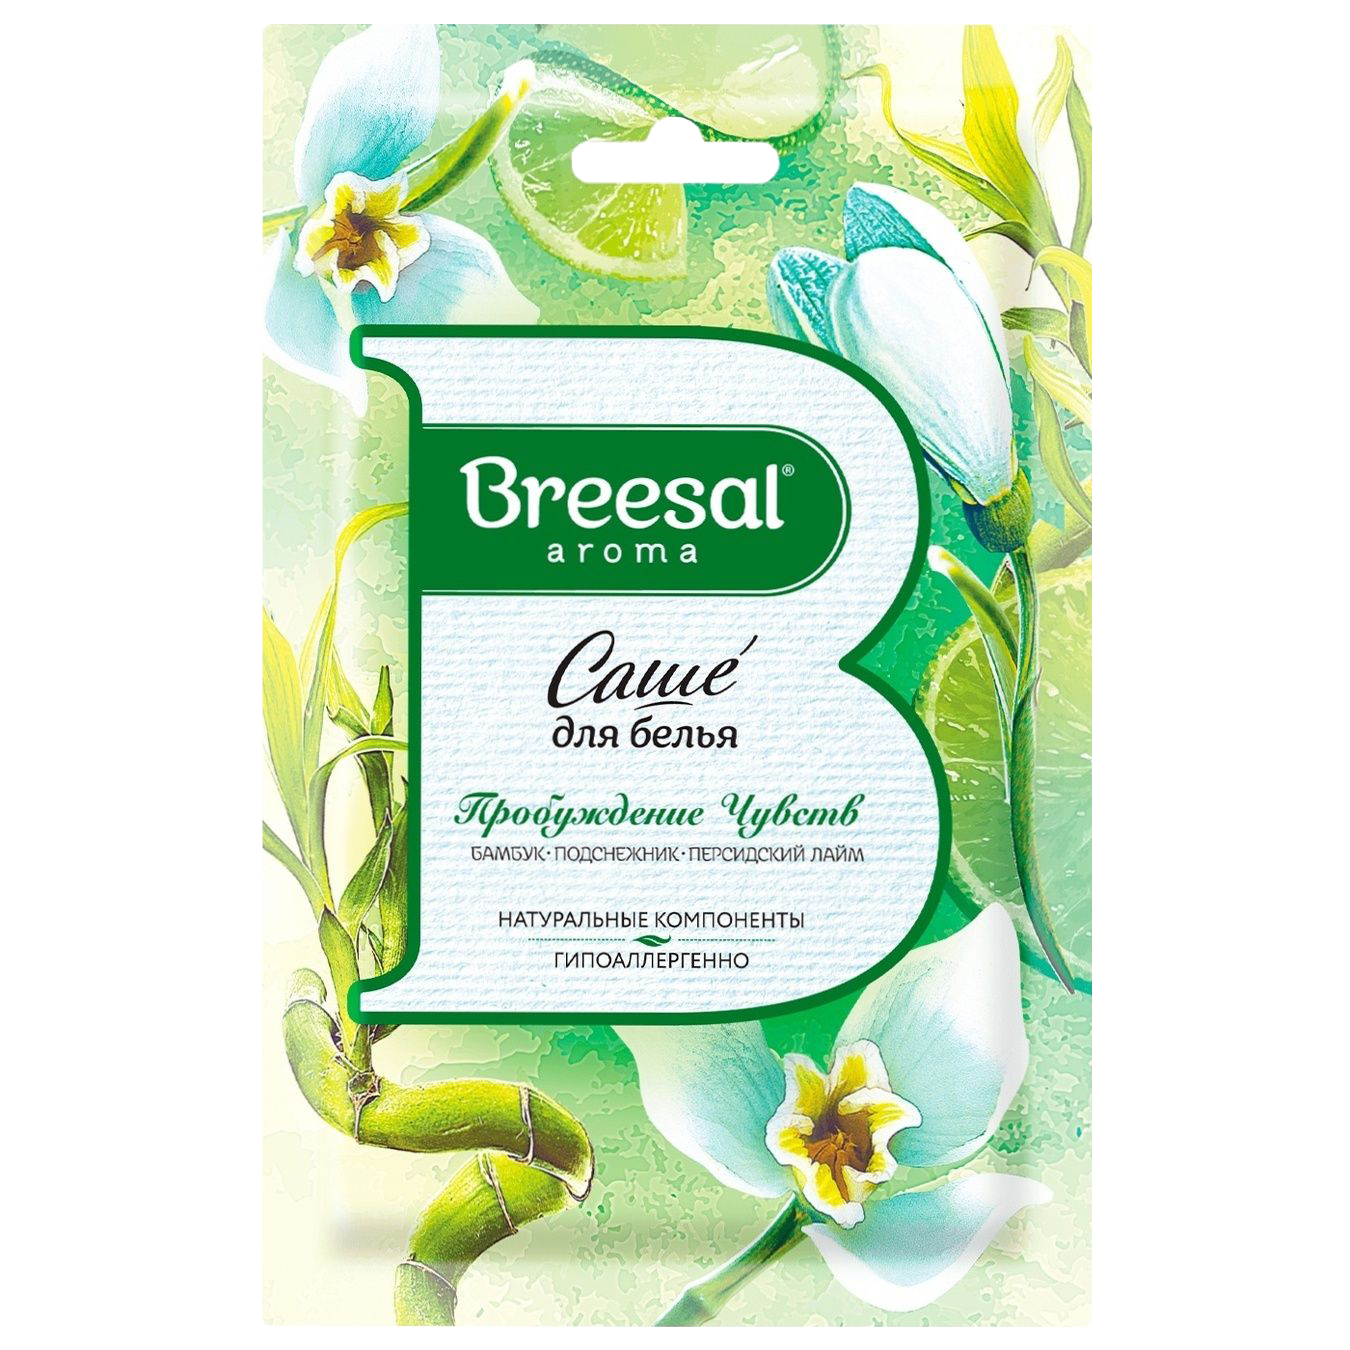 Breesal®
aroma
Саше́
для белья
Пробуждение Чувств
БАМБУК·ПОДСНЕЖНИК·ПЕРСИДСКИЙ ЛАЙМ
НАТУРАЛЬНЫЕ КОМПОНЕНТЫ
ГИПОАЛЛЕРГЕННО